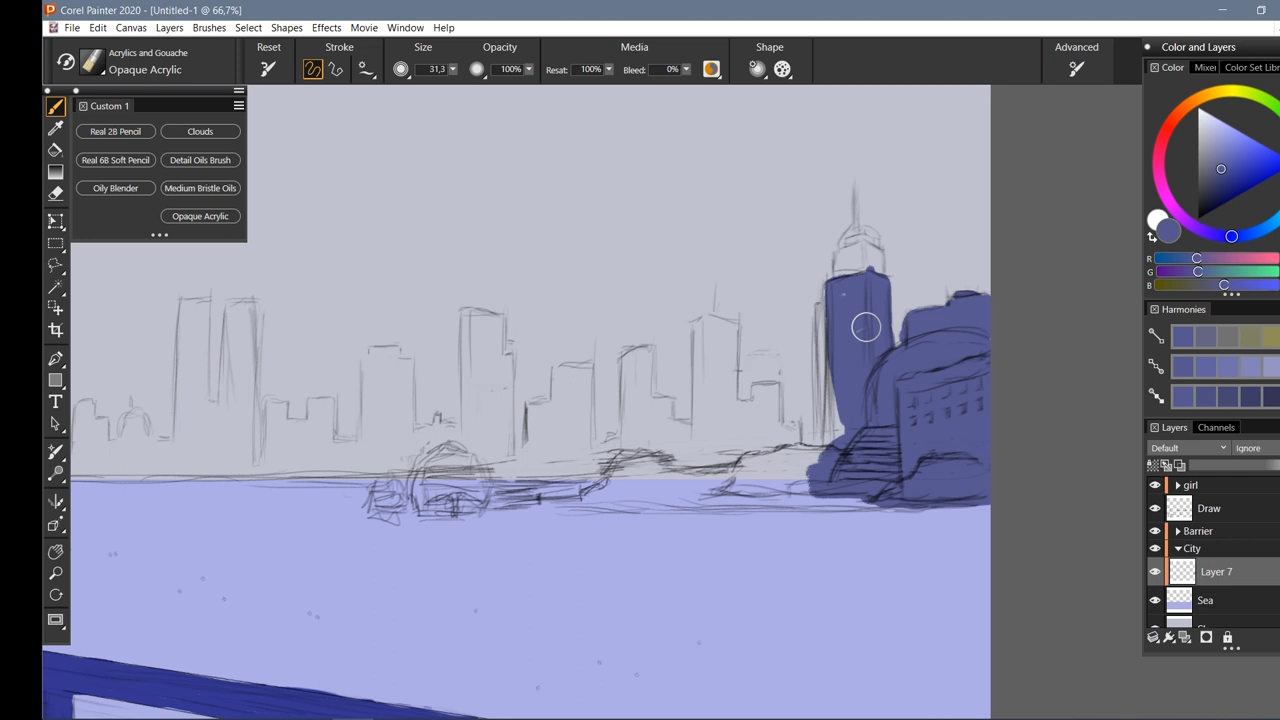 Corel Painter 2020 - [Untitled-1 @ 66,7%]
File Edit Canvas Layers Brushes Select Shapes Effects Movie Window Help
Acrylics and Gouache
Opaque Acrylic
Reset Stroke Size Opacity Media Shape Advanced
31,3 100% Resat: 100% Bleed: 0%
Custom 1
Real 2B Pencil Clouds
Real 6B Soft Pencil Detail Oils Brush
Oily Blender Medium Bristle Oils
Opaque Acrylic
Color and Layers
Color Mixer Color Set Libr
R
G
B
Harmonies
Layers Channels
Default Ignore
girl
Draw
Barrier
City
Layer 7
Sea
T